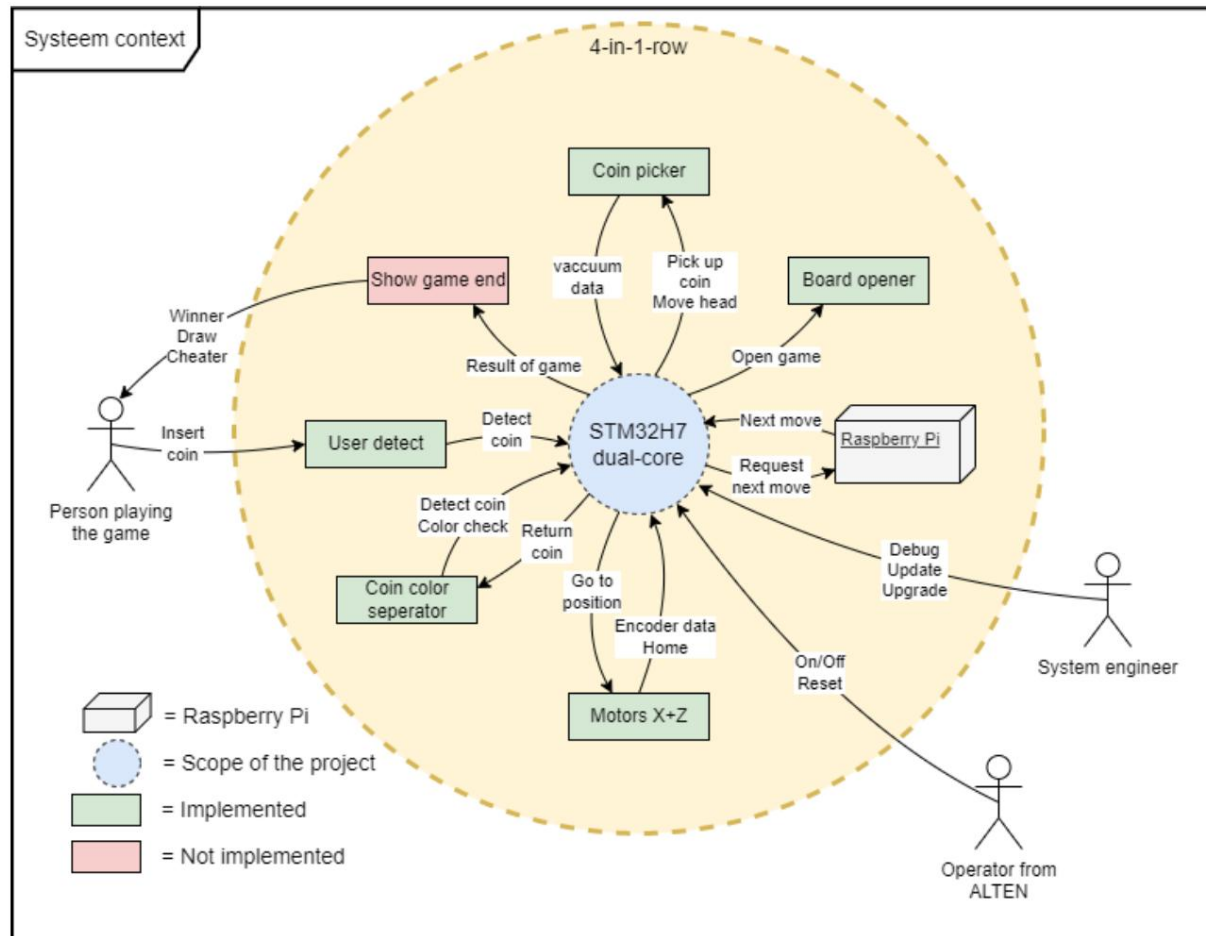 Systeem context
4-in-1-row
Coin picker
vaccuum
data
Pick up
coin
Move head
Show game end
Board opener
Winner
Draw
Cheater
Result of game
Open game
STM32H7
dual-core
Next move
Raspberry Pi
Request
next move
Insert
coin
User detect
Detect
coin
Person playing
the game
Detect coin
Color check
Return
coin
Coin color
seperator
Go to
position
Encoder data
Home
Motors X+Z
Debug
Update
Upgrade
System engineer
On/Off
Reset
Operator from
ALTEN
= Raspberry Pi
= Scope of the project
= Implemented
= Not implemented